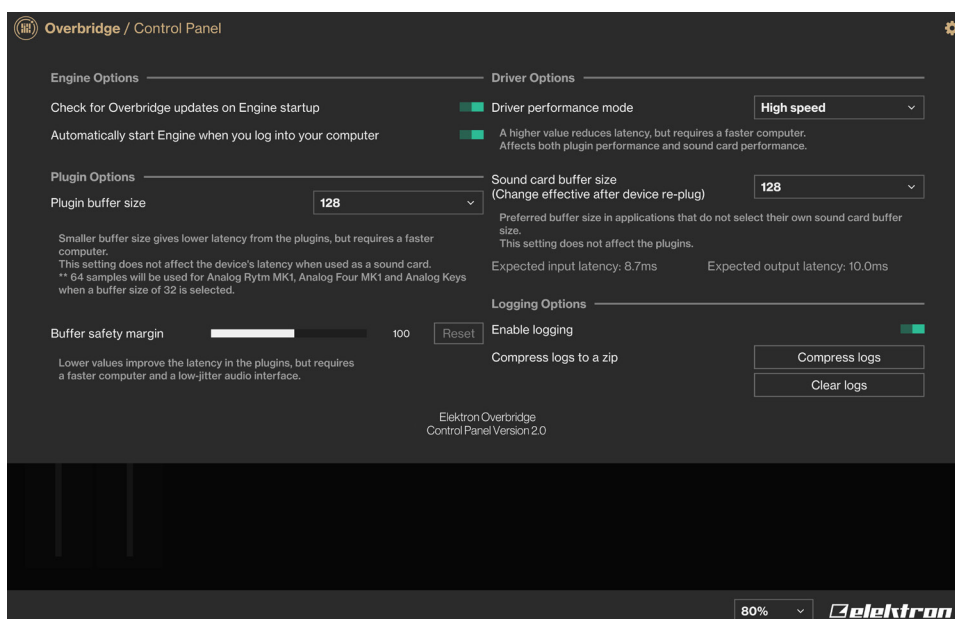 Overbridge / Control Panel
Engine Options
Check for Overbridge updates on Engine startup
Automatically start Engine when you log into your computer
Plugin Options
Plugin buffer size
128
Smaller buffer size gives lower latency from the plugins, but requires a faster
computer.
This setting does not affect the device's latency when used as a sound card.
** 64 samples will be used for Analog Rytm MK1, Analog Four MK1 and Analog Keys
when a buffer size of 32 is selected.
Buffer safety margin
100
Reset
Lower values improve the latency in the plugins, but requires
a faster computer and a low-jitter audio interface.
Driver Options
Driver performance mode
High speed
A higher value reduces latency, but requires a faster computer.
Affects both plugin performance and sound card performance.
Sound card buffer size
(Change effective after device re-plug)
128
Preferred buffer size in applications that do not select their own sound card buffer
size.
This setting does not affect the plugins.
Expected input latency: 8.7ms
Expected output latency: 10.0ms
Logging Options
Enable logging
Compress logs to a zip
Compress logs
Clear logs
Elektron Overbridge
Control Panel Version 2.0
80%
elektron